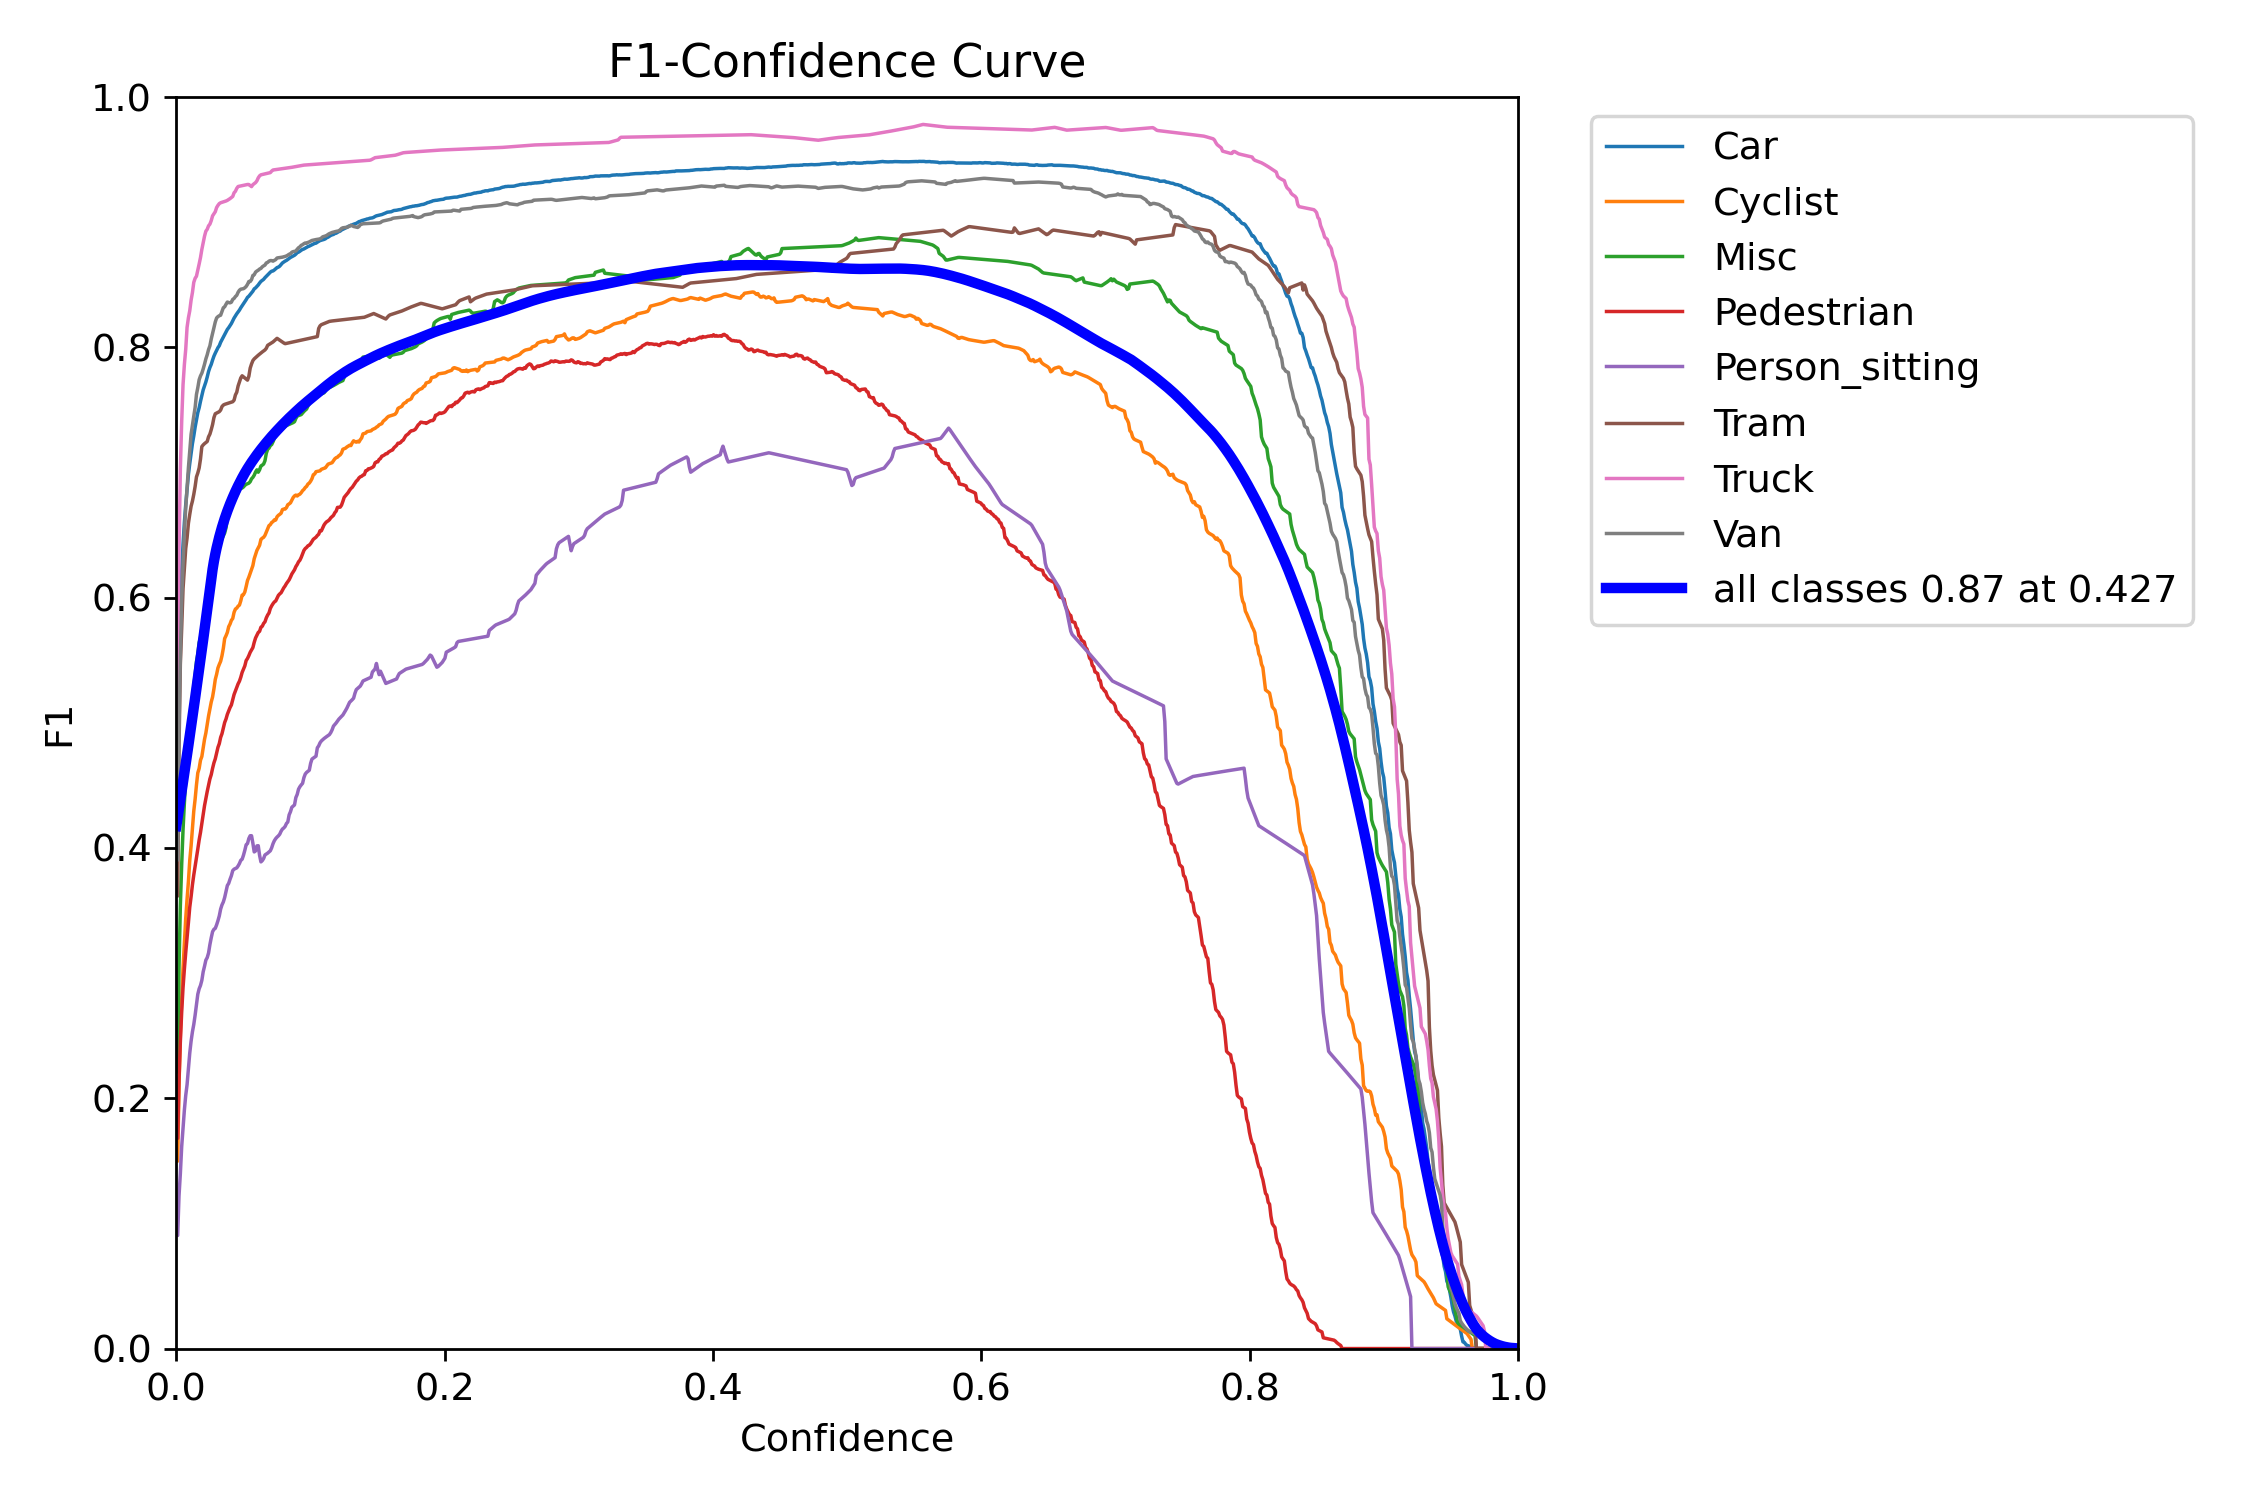 F1-Confidence Curve
1.0
0.8
0.6
0.4
0.2
0.0
F1
0.0 0.2 0.4 0.6 0.8 1.0
Confidence
Car
Cyclist
Misc
Pedestrian
Person_sitting
Tram
Truck
Van
all classes 0.87 at 0.427